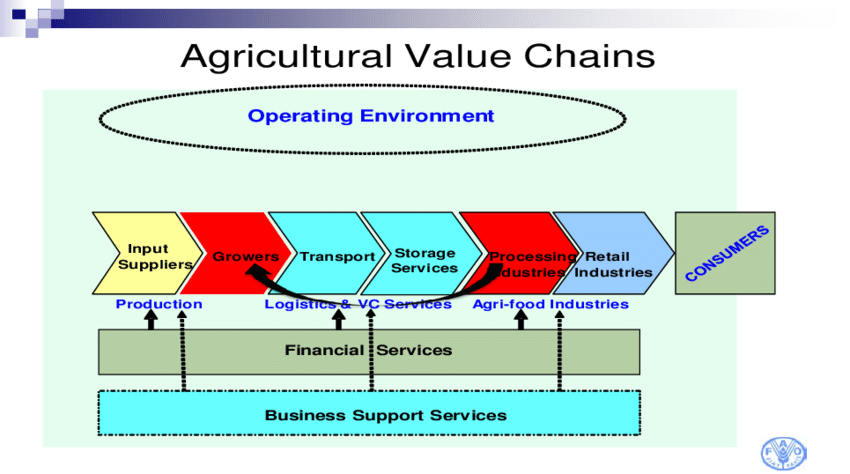 Agricultural Value Chains
Operating Environment
Input
Suppliers
Growers
Transport
Storage
Services
Processing
Industries
Retail
Industries
CONSUMERS
Production
Logistics & VC Services
Agri-food Industries
Financial Services
Business Support Services
F A O